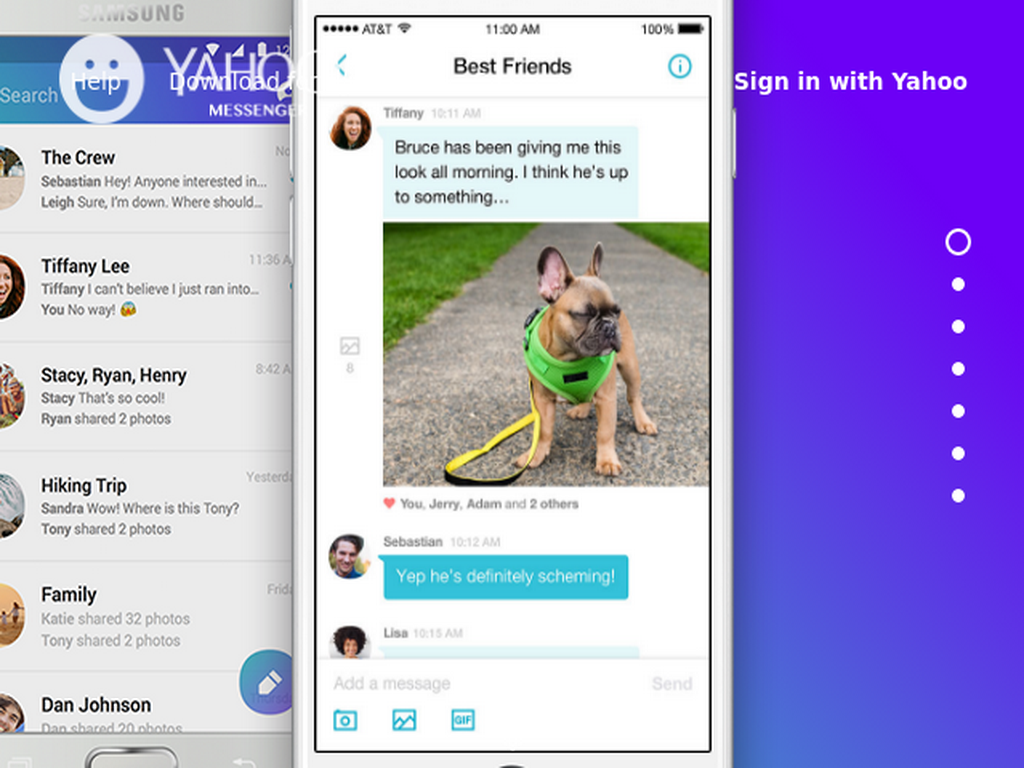 SAMSUNG
YAHOO
MESSENGER
Help
Download for
Sign in with Yahoo
Search
The Crew
Sebastian Hey! Anyone interested in...
Leigh Sure, I'm down. Where should...
Tiffany Lee
11:36 A
Tiffany I can't believe I just ran into...
You No way! 😱
Stacy, Ryan, Henry
8:42 A
Stacy That's so cool!
Ryan shared 2 photos
Hiking Trip
Yesterda
Sandra Wow! Where is this Tony?
Tony shared 2 photos
Family
Frida
Katie shared 32 photos
Tony shared 2 photos
Dan Johnson
Dan shared 20 photos
AT&T
11:00 AM
100%
Best Friends
Tiffany 10:11 AM
Bruce has been giving me this
look all morning. I think he's up
to something...
8
You, Jerry, Adam and 2 others
Sebastian 10:12 AM
Yep he's definitely scheming!
Lisa 10:15 AM
Add a message
Send
GIF